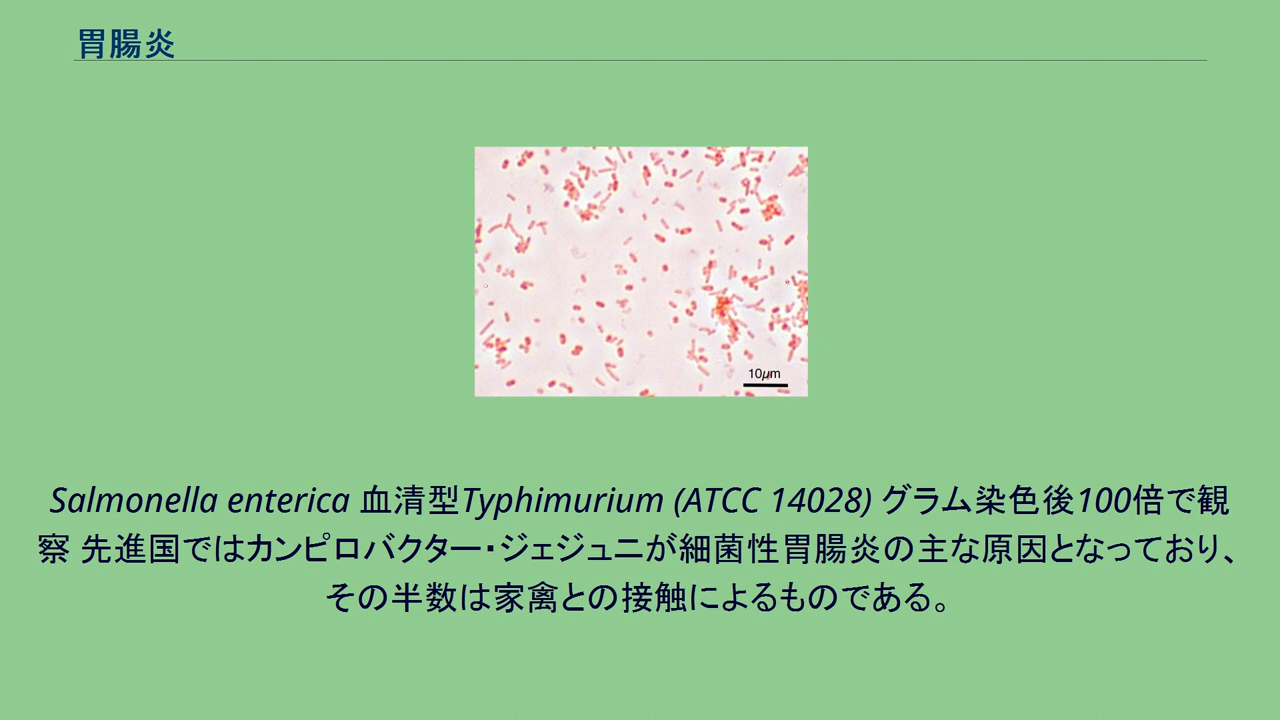 胃腸炎
10µm
Salmonella enterica 血清型Typhimurium (ATCC 14028) グラム染色後100倍で観
察 先進国ではカンピロバクター・ジェジュニが細菌性胃腸炎の主な原因となっており、
その半数は家禽との接触によるものである。